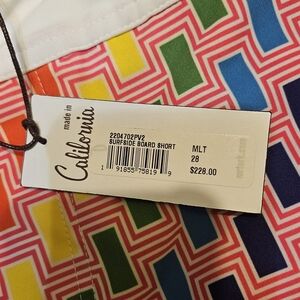 made in
California
2204702PV2
SURFSIDE BOARD SHORT
1 91855 75819 9
MLT
28
$228.00